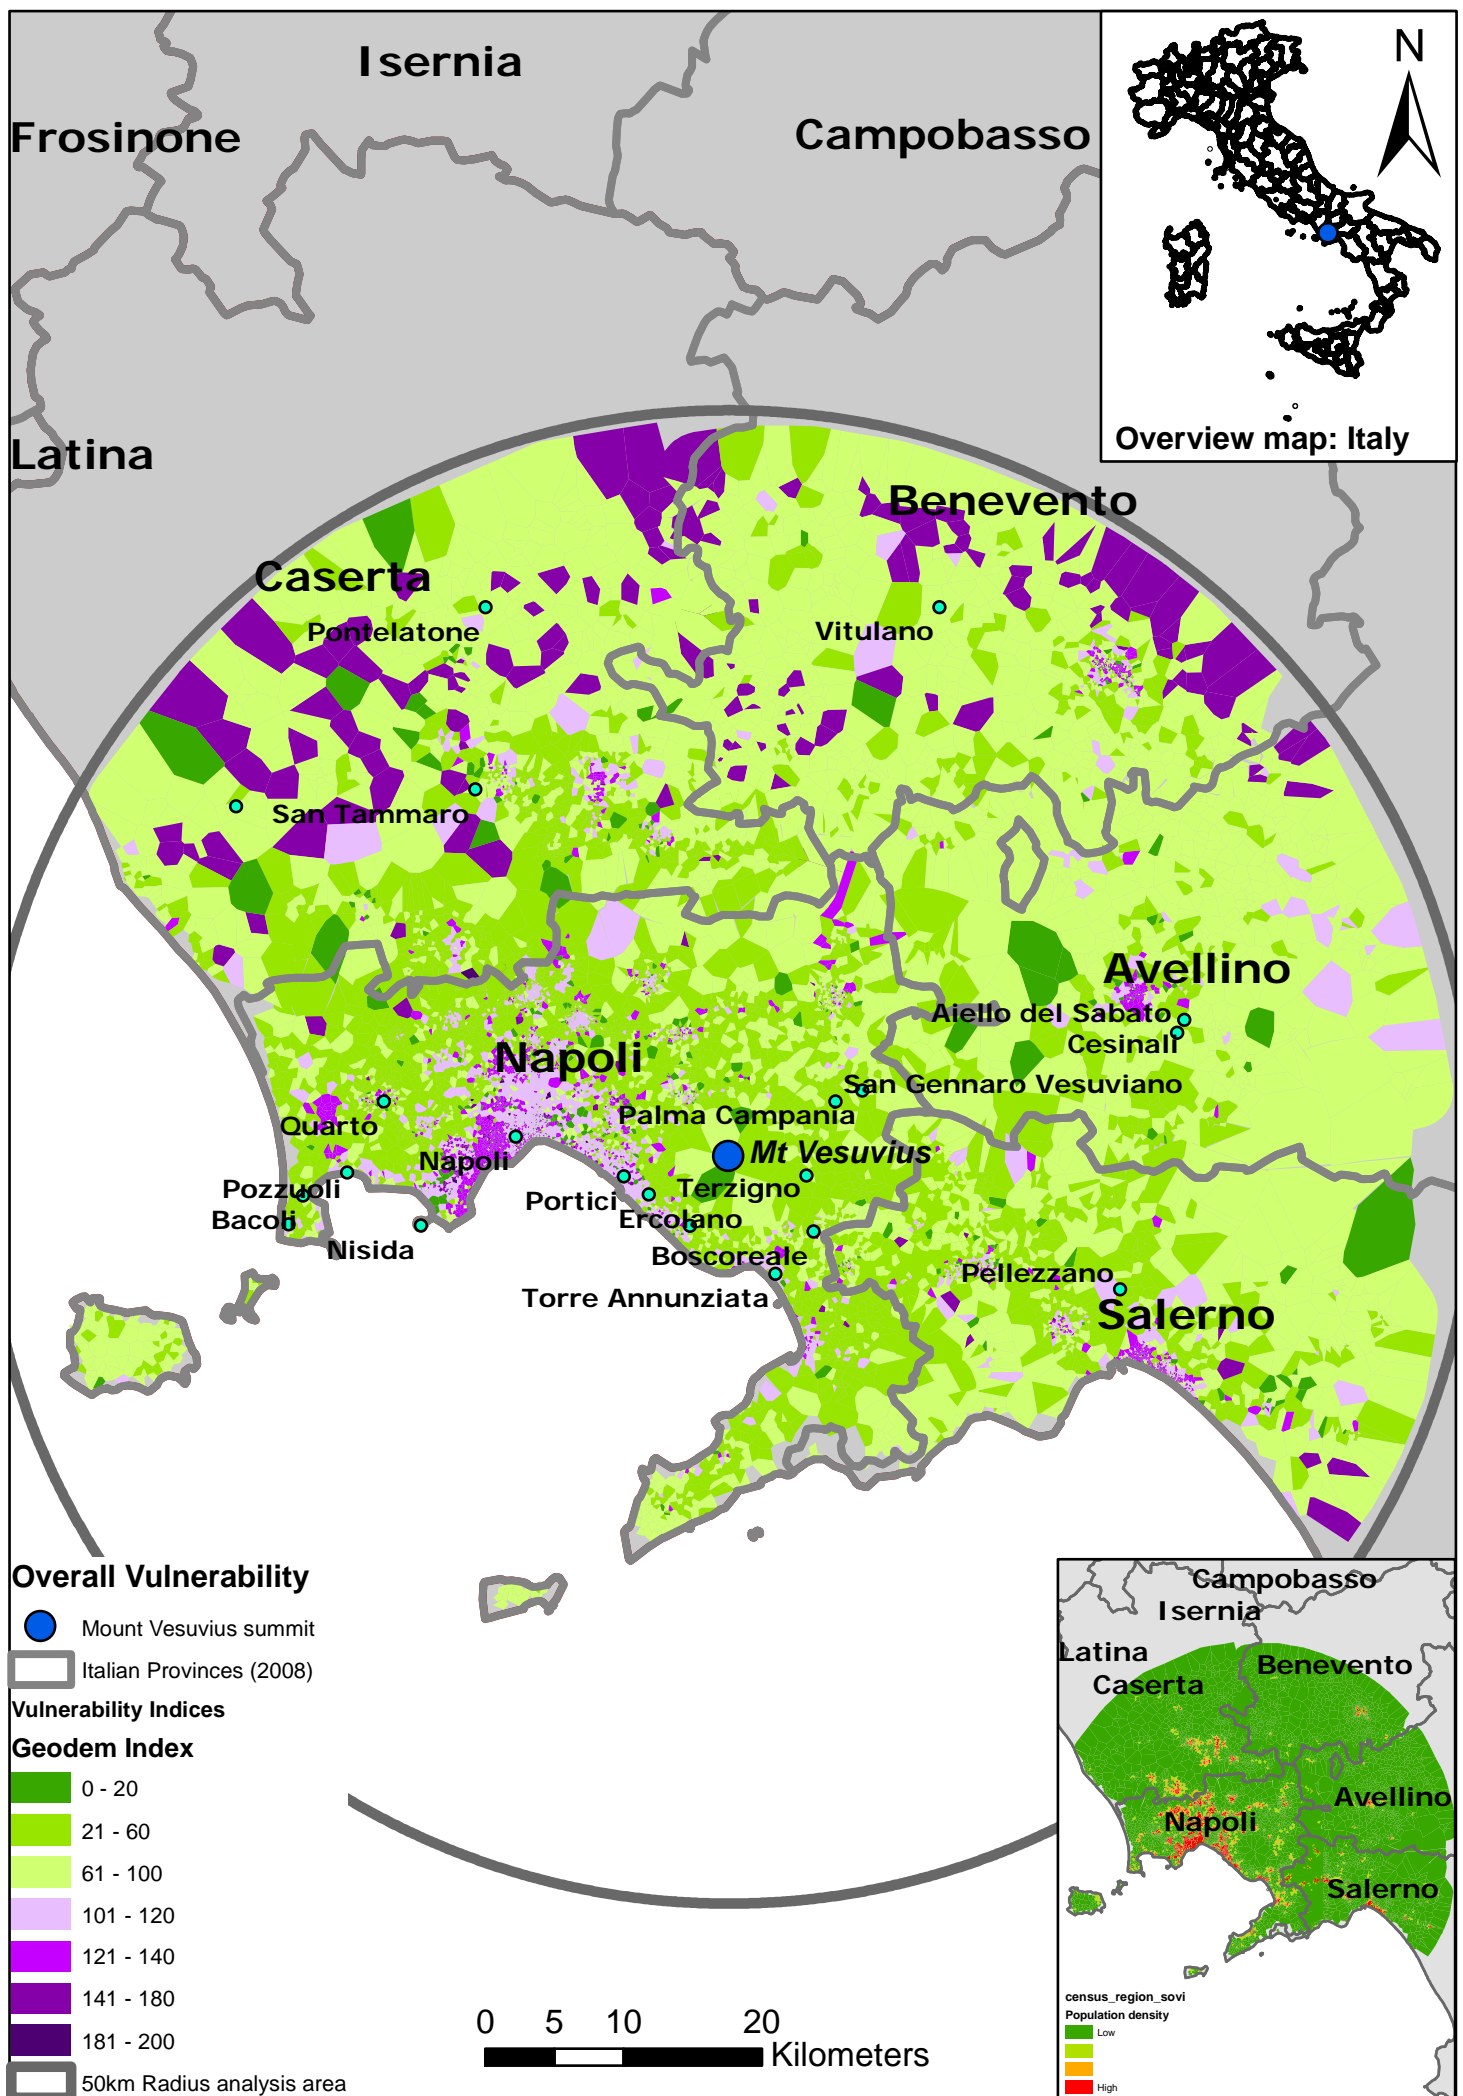 Isernia
Frosinone
Campobasso
N
Overview map: Italy
Latina
Benevento
Caserta
Pontelatone
Vitulano
San Tammaro
Avellino
Aiello del Sabato
Cesinali
Napoli
San Gennaro Vesuviano
Palma Campania
Quarto
Mt Vesuvius
Napoli
Pozzuoli
Portici
Terzigno
Bacoli
Ercolano
Nisida
Boscoreale
Pellezzano
Torre Annunziata
Salerno
Overall Vulnerability
Mount Vesuvius summit
Italian Provinces (2008)
Vulnerability Indices
Geodem Index
0 - 20
21 - 60
61 - 100
101 - 120
121 - 140
141 - 180
181 - 200
50km Radius analysis area
0 5 10 20
Kilometers
Campobasso
Isernia
Latina
Benevento
Caserta
Avellino
Napoli
Salerno
census_region_sovi
Population density
Low
High